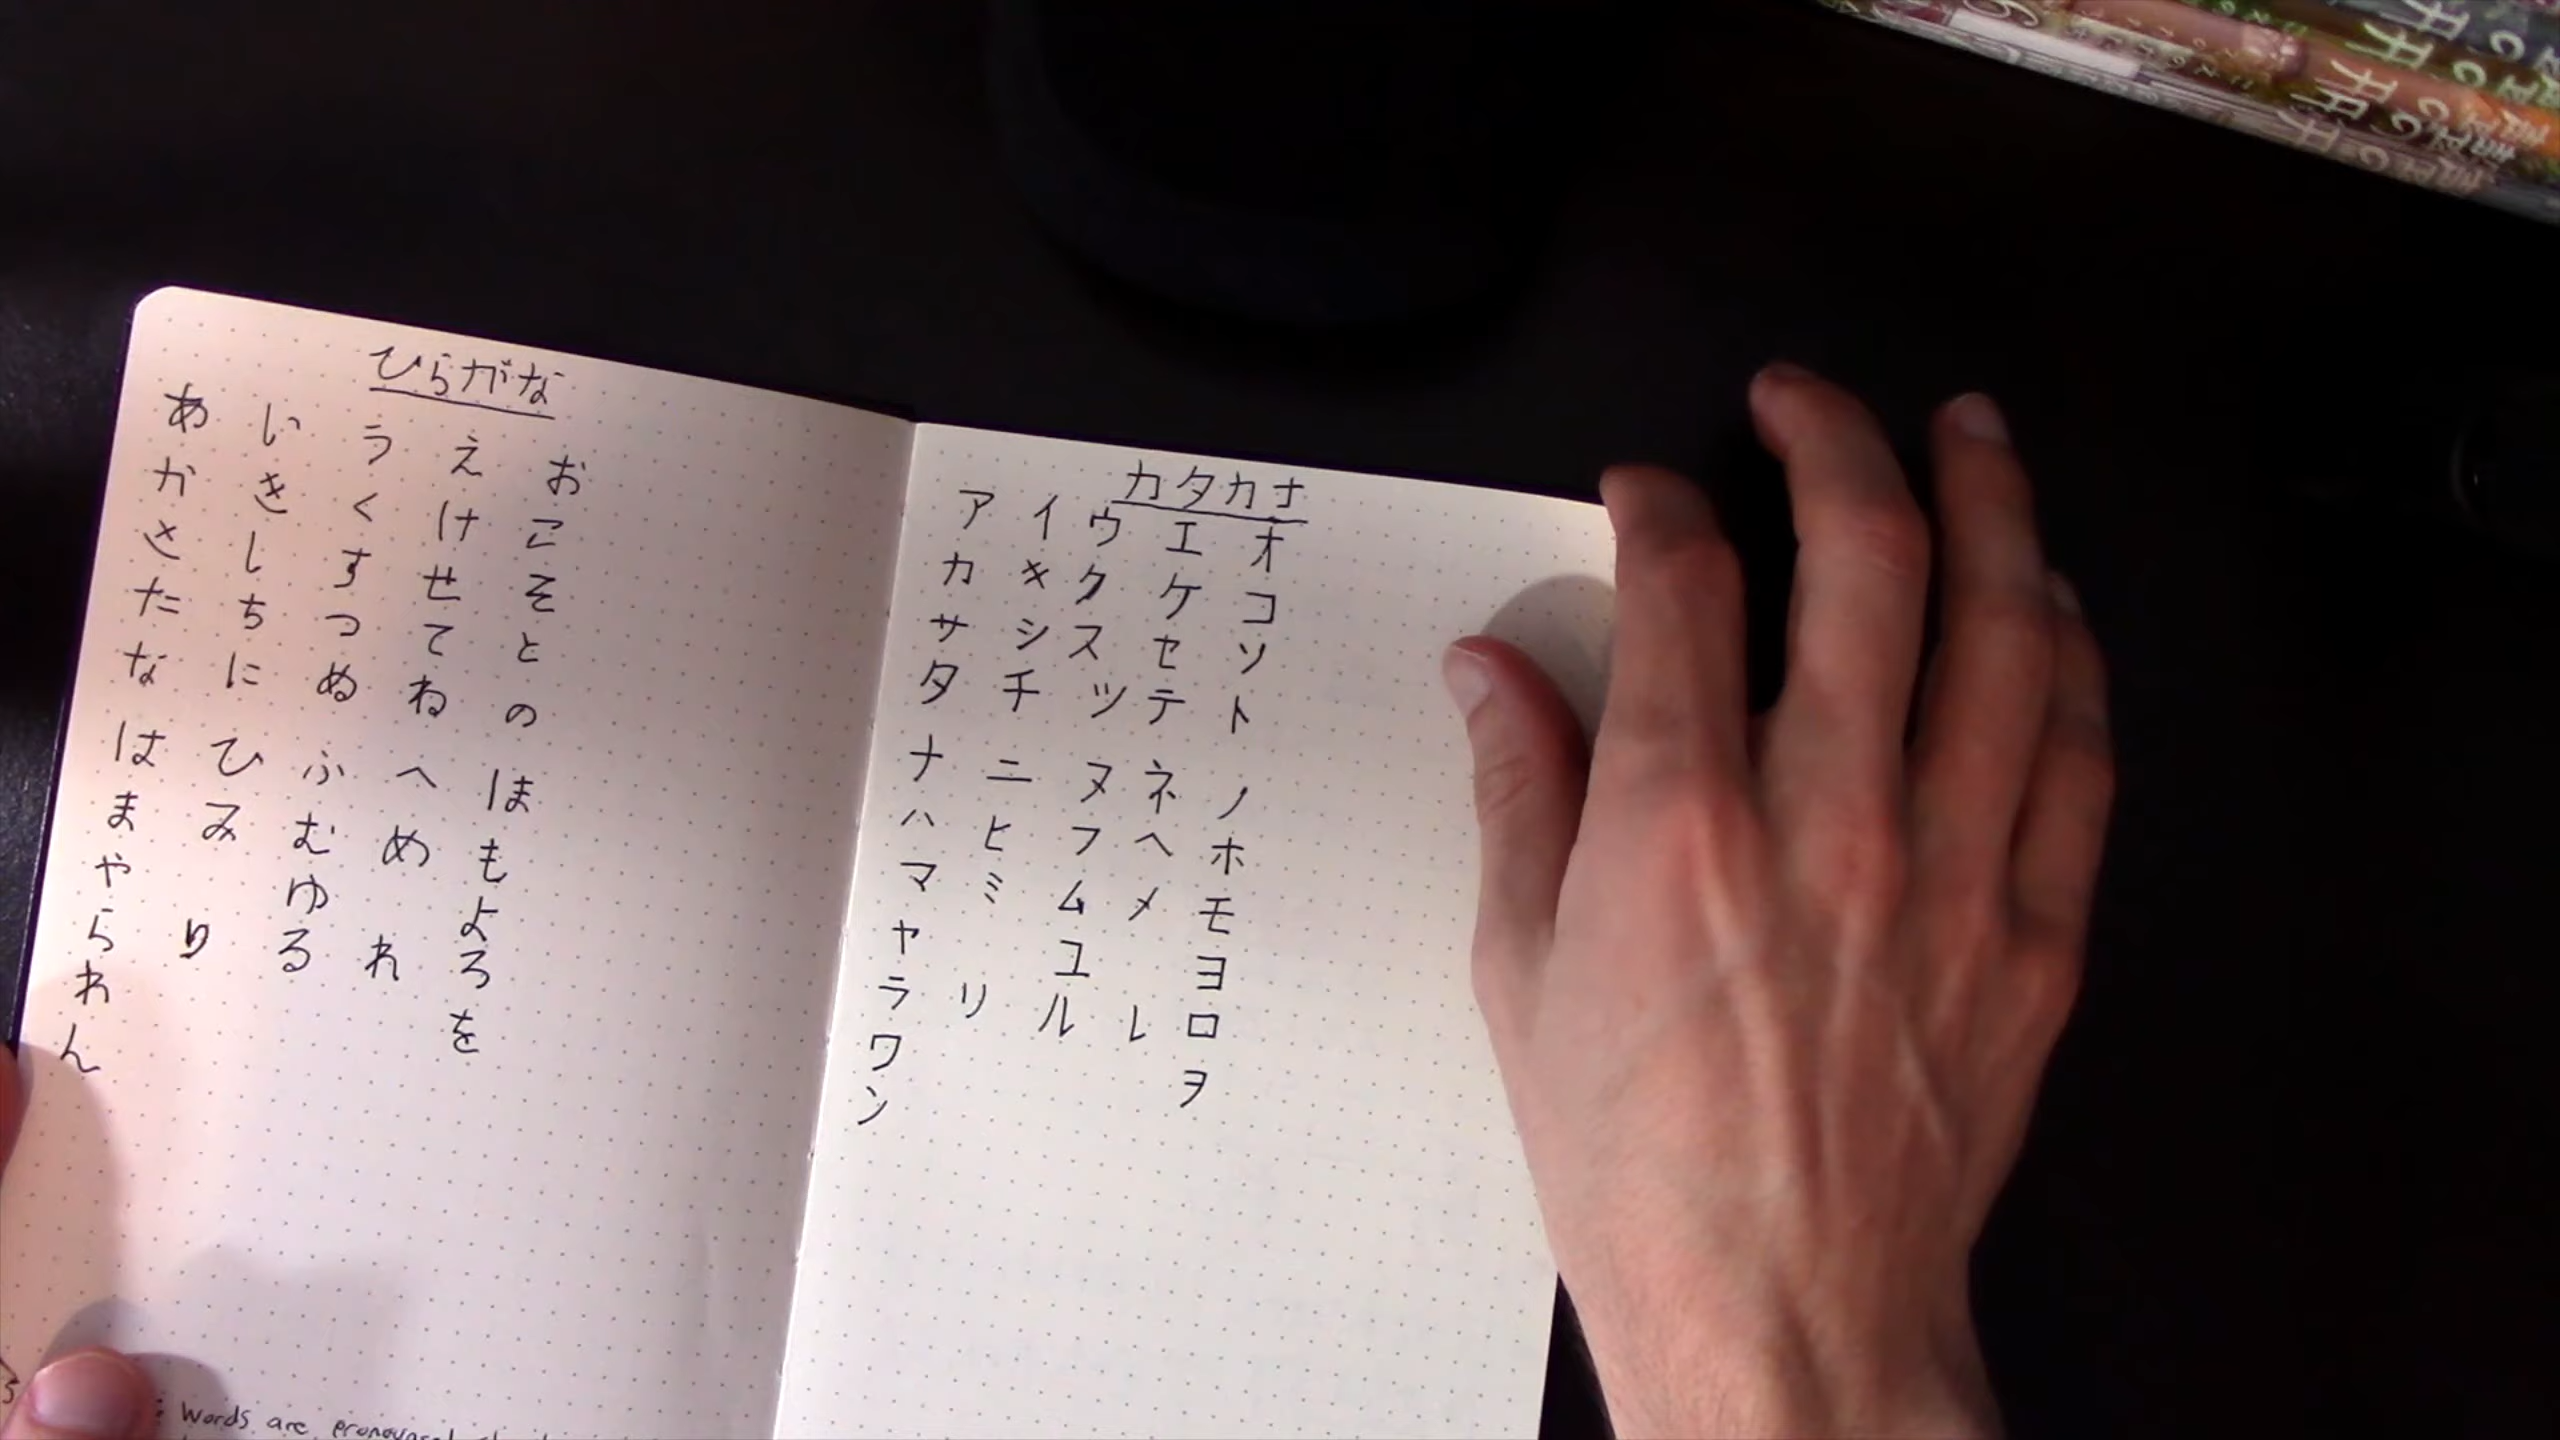 ひらがな
あ い う え お
か き く け こ
さ し す せ そ
た ち つ て と
な に ぬ ね の
は ひ ふ へ ほ
ま み む め も
や ゆ よ
ら り る れ ろ
わ を
ん
Words are
カタカナ
ア イ ウ エ オ
カ キ ク ケ コ
サ シ ス セ ソ
タ チ ツ テ ト
ナ ニ ヌ ネ ノ
ハ ヒ フ ヘ ホ
マ ミ ム メ モ
ヤ ユ ヨ
ラ リ ル レ ロ
ワ ヲ
ン